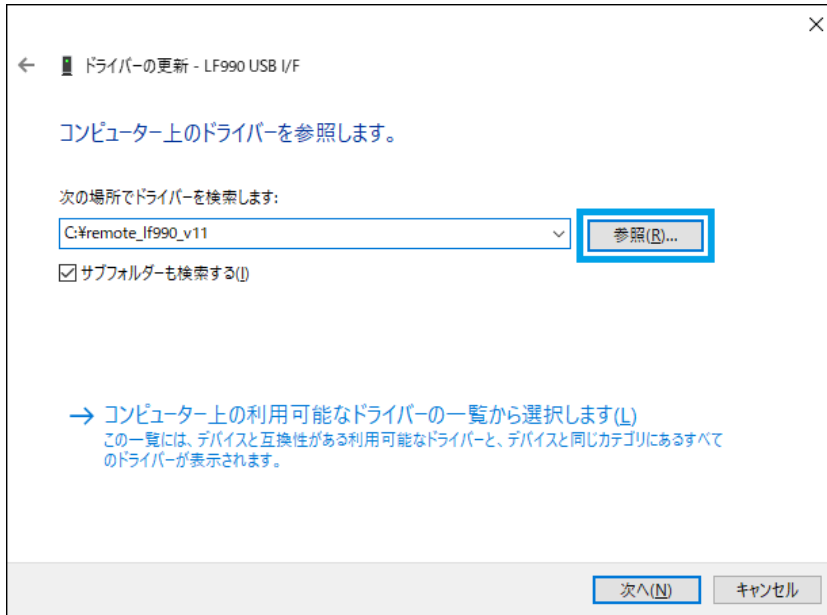 ドライバーの更新 - LF990 USB I/F
コンピューター上のドライバーを参照します。
次の場所でドライバーを検索します:
C:¥remote_lf990_v11
参照(R)...
サブフォルダーも検索する(I)
コンピューター上の利用可能なドライバーの一覧から選択します(L)
この一覧には、デバイスと互換性がある利用可能なドライバーと、デバイスと同じカテゴリにあるすべて
のドライバーが表示されます。
次へ(N)
キャンセル